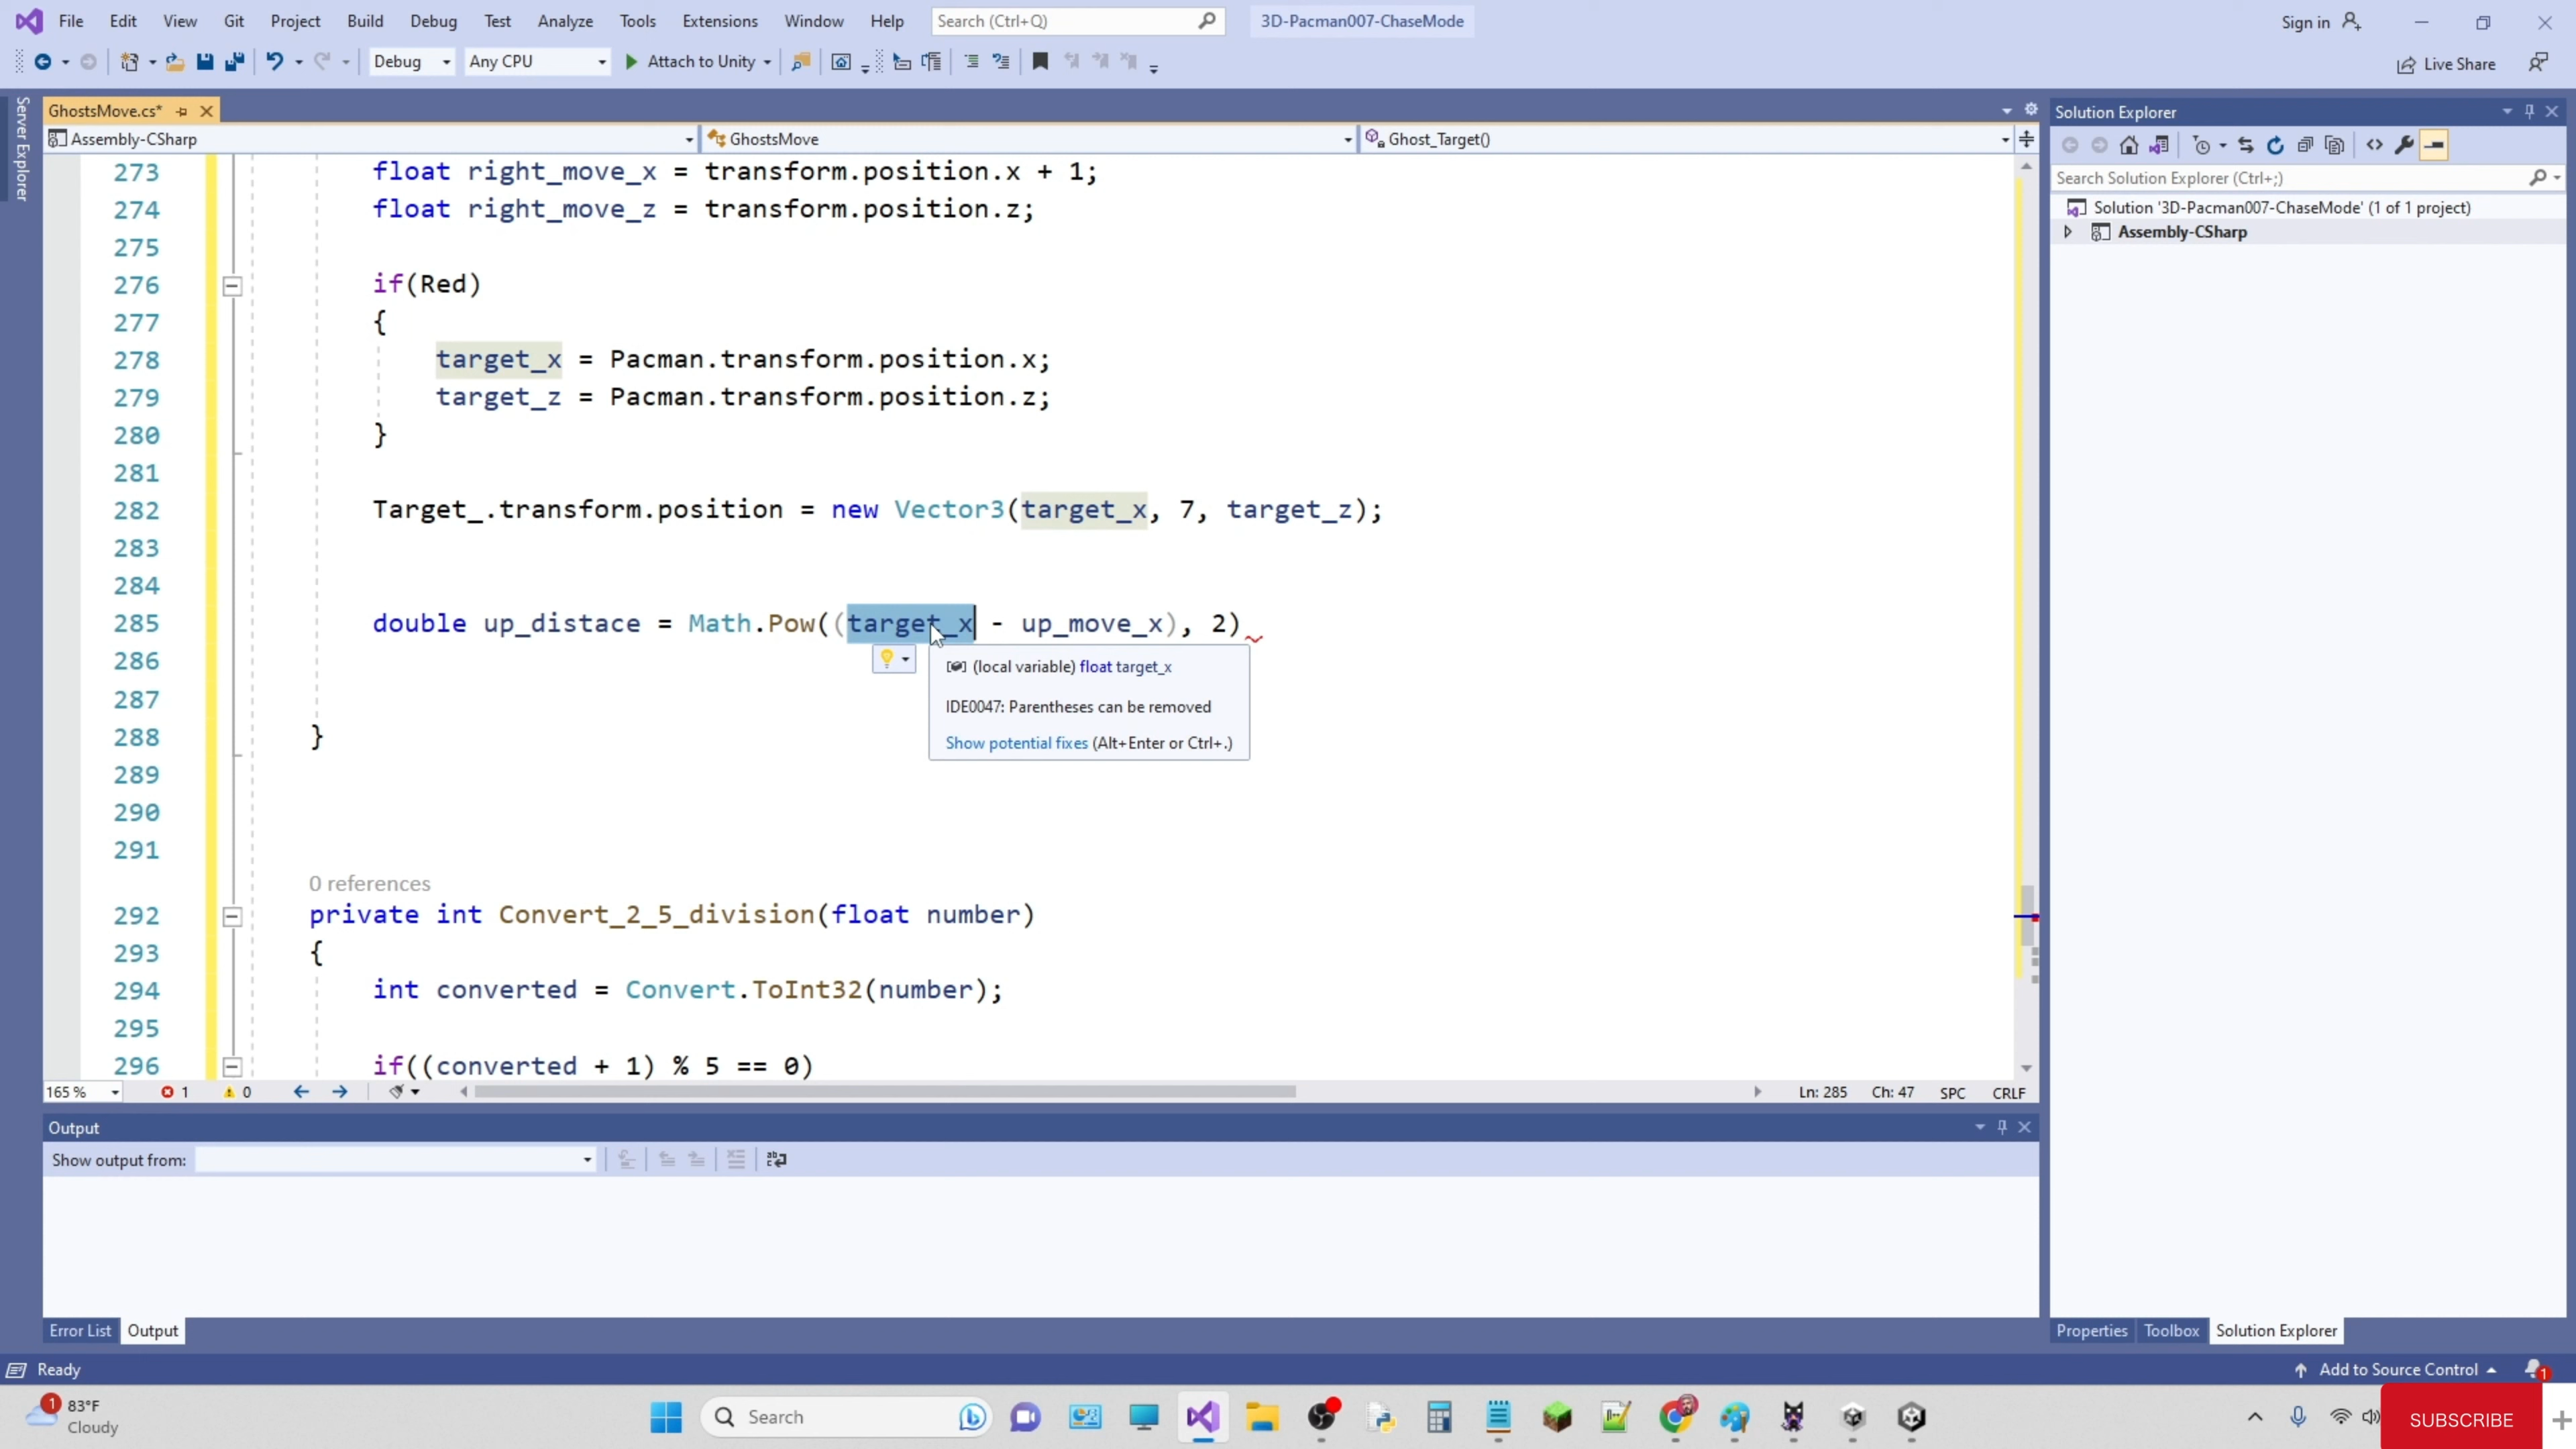 File Edit View Git Project Build Debug Test Analyze Tools Extensions Window Help Search (Ctrl+Q) 3D-Pacman007-ChaseMode Sign in
Debug Any CPU Attach to Unity Live Share
Server Explorer
GhostsMove.cs*
Assembly-CSharp GhostsMove Ghost_Target()
273 float right_move_x = transform.position.x + 1;
274 float right_move_z = transform.position.z;
275
276 if(Red)
277 {
278 target_x = Pacman.transform.position.x;
279 target_z = Pacman.transform.position.z;
280 }
281
282 Target_.transform.position = new Vector3(target_x, 7, target_z);
283
284
285 double up_distace = Math.Pow((target_x - up_move_x), 2)
286
(local variable) float target_x
IDE0047: Parentheses can be removed
Show potential fixes (Alt+Enter or Ctrl+.)
287
288 }
289
290
291
0 references
292 private int Convert_2_5_division(float number)
293 {
294 int converted = Convert.ToInt32(number);
295
296 if((converted + 1) % 5 == 0)
165 % 1 0 Ln: 285 Ch: 47 SPC CRLF
Output
Show output from:
Error List Output
Solution Explorer
Search Solution Explorer (Ctrl+;)
Solution '3D-Pacman007-ChaseMode' (1 of 1 project)
Assembly-CSharp
Properties Toolbox Solution Explorer
Ready Add to Source Control 1
1 83°F
Cloudy
Search
SUBSCRIBE